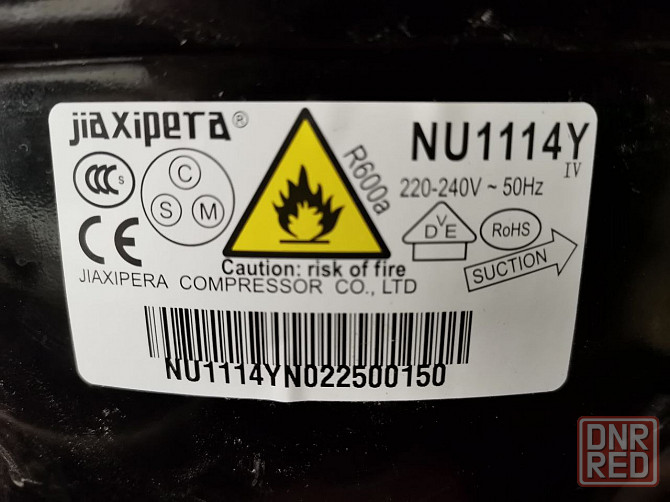 jiaxipera®
NU1114Y
IV
CCC S
C
S M
R600a
220-240V ~ 50Hz
VDE
RoHS
CE
Caution: risk of fire
SUCTION
JIAXIPERA COMPRESSOR CO., LTD
NU1114YN022500150
DNR
RED